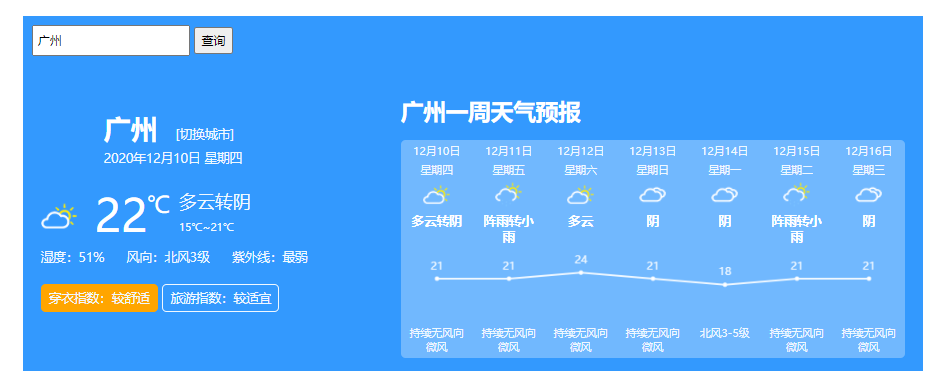 广州 查询
广州 [切换城市]
2020年12月10日 星期四
22℃ 多云转阴
15℃~21℃
湿度：51% 风向：北风3级 紫外线：最弱
穿衣指数：较舒适 旅游指数：较适宜
广州一周天气预报
12月10日 12月11日 12月12日 12月13日 12月14日 12月15日 12月16日
星期四 星期五 星期六 星期日 星期一 星期二 星期三
多云转阴 阵雨转小 多云 阴 阴 阵雨转小 阴
雨 雨
21 21 24 21 18 21 21
持续无风向 持续无风向 持续无风向 持续无风向 北风3-5级 持续无风向 持续无风向
微风 微风 微风 微风 微风 微风